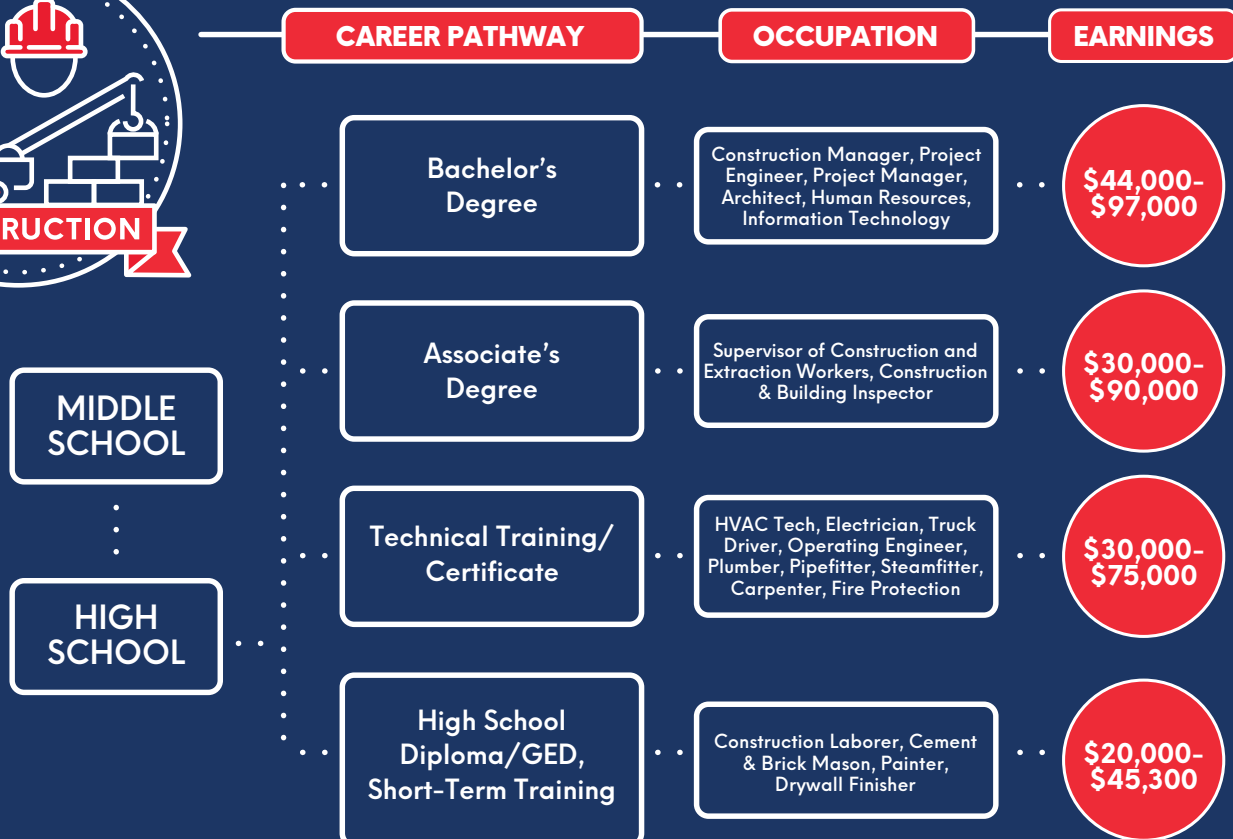 CAREER PATHWAY
OCCUPATION
EARNINGS
RUCTION
MIDDLE
SCHOOL
HIGH
SCHOOL
Bachelor's
Degree
Construction Manager, Project
Engineer, Project Manager,
Architect, Human Resources,
Information Technology
$44,000-
$97,000
Associate's
Degree
Supervisor of Construction and
Extraction Workers, Construction
& Building Inspector
$30,000-
$90,000
Technical Training/
Certificate
HVAC Tech, Electrician, Truck
Driver, Operating Engineer,
Plumber, Pipefitter, Steamfitter,
Carpenter, Fire Protection
$30,000-
$75,000
High School
Diploma/GED,
Short-Term Training
Construction Laborer, Cement
& Brick Mason, Painter,
Drywall Finisher
$20,000-
$45,300